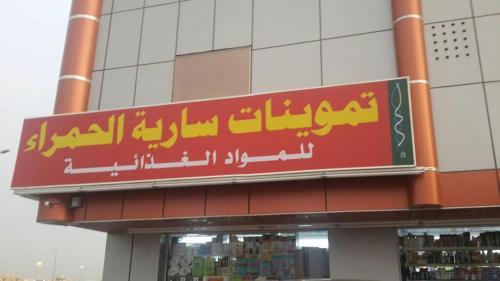 تموينات سارية الحمراء
للمواد الغذائية